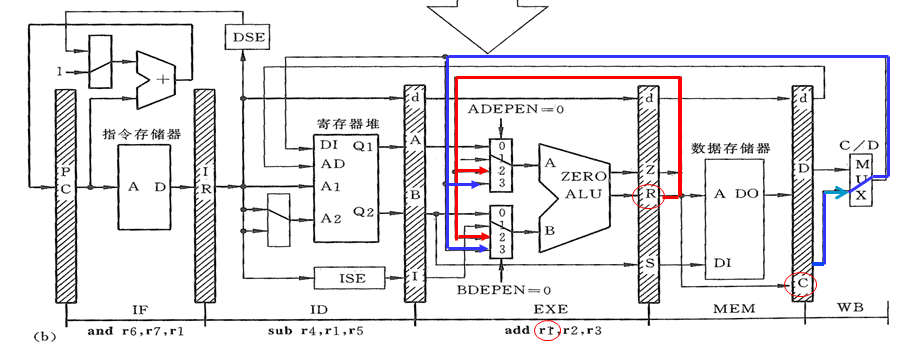 DSE
1
+
ADEPEN=0
指令存储器
A D
P
C
I
R
寄存器堆
DI Q1
AD
A1
A2 Q2
ISE
d
A
B
I
0
1
2
3
A
ZERO
ALU
B
0
1
2
3
BDEPEN=0
d
Z
R
S
数据存储器
A DO
DI
d
D
C
C/D
M
U
X
IF
ID
EXE
MEM
WB
(b)
and r6,r7,r1
sub r4,r1,r5
add r1,r2,r3